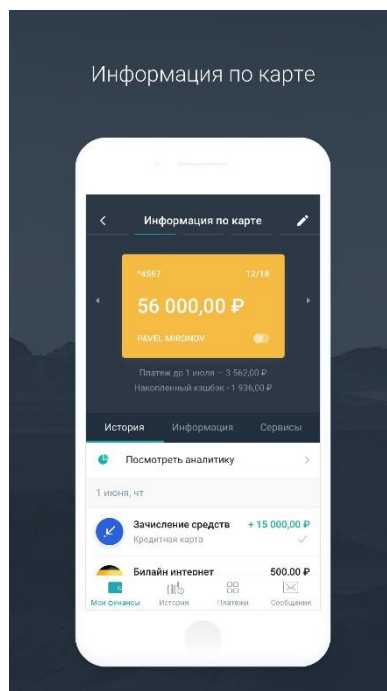 Информация по карте
Информация по карте
*4567 12/18
56 000,00 ₽
PAVEL MIRONOV
Платеж до 1 июля – 3 562,00 ₽
Накопленный кэшбэк - 1 936,00 ₽
История Информация Сервисы
Посмотреть аналитику
1 июня, чт
Зачисление средств + 15 000,00 ₽
Кредитная карта
Билайн интернет 500.00 ₽
Мои финансы История Платежи Сообщения